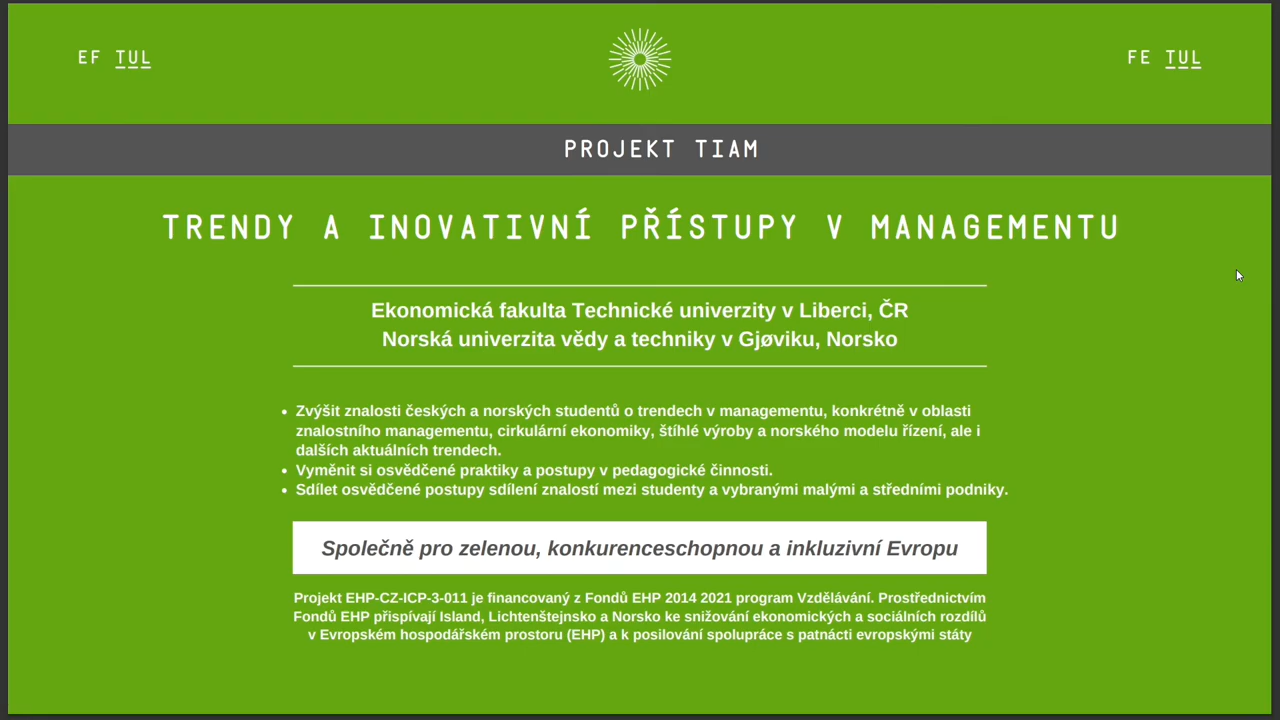 EF TUL
FE TUL
PROJEKT TIAM
TRENDY A INOVATIVNÍ PŘÍSTUPY V MANAGEMENTU
Ekonomická fakulta Technické univerzity v Liberci, ČR
Norská univerzita vědy a techniky v Gjøviku, Norsko
• Zvýšit znalosti českých a norských studentů o trendech v managementu, konkrétně v oblasti
znalostního managementu, cirkulární ekonomiky, štíhlé výroby a norského modelu řízení, ale i
dalších aktuálních trendech.
• Vyměnit si osvědčené praktiky a postupy v pedagogické činnosti.
• Sdílet osvědčené postupy sdílení znalostí mezi studenty a vybranými malými a středními podniky.
Společně pro zelenou, konkurenceschopnou a inkluzivní Evropu
Projekt EHP-CZ-ICP-3-011 je financovaný z Fondů EHP 2014 2021 program Vzdělávání. Prostřednictvím
Fondů EHP přispívají Island, Lichtenštejnsko a Norsko ke snižování ekonomických a sociálních rozdílů
v Evropském hospodářském prostoru (EHP) a k posilování spolupráce s patnácti evropskými státy